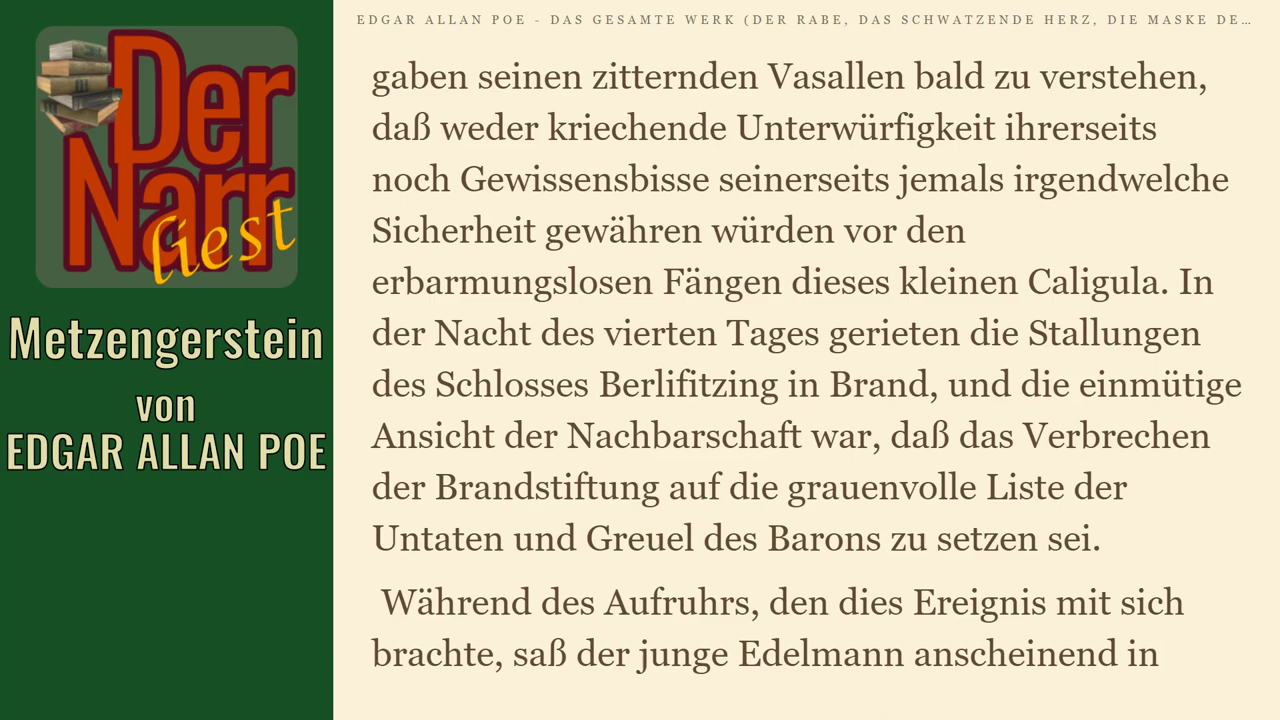 Der
Narr
liest
Metzengerstein
von
EDGAR ALLAN POE
EDGAR ALLAN POE - DAS GESAMTE WERK (DER RABE, DAS SCHWATZENDE HERZ, DIE MASKE DE…
gaben seinen zitternden Vasallen bald zu verstehen,
daß weder kriechende Unterwürfigkeit ihrerseits
noch Gewissensbisse seinerseits jemals irgendwelche
Sicherheit gewähren würden vor den
erbarmungslosen Fängen dieses kleinen Caligula. In
der Nacht des vierten Tages gerieten die Stallungen
des Schlosses Berlifitzing in Brand, und die einmütige
Ansicht der Nachbarschaft war, daß das Verbrechen
der Brandstiftung auf die grauenvolle Liste der
Untaten und Greuel des Barons zu setzen sei.
Während des Aufruhrs, den dies Ereignis mit sich
brachte, saß der junge Edelmann anscheinend in